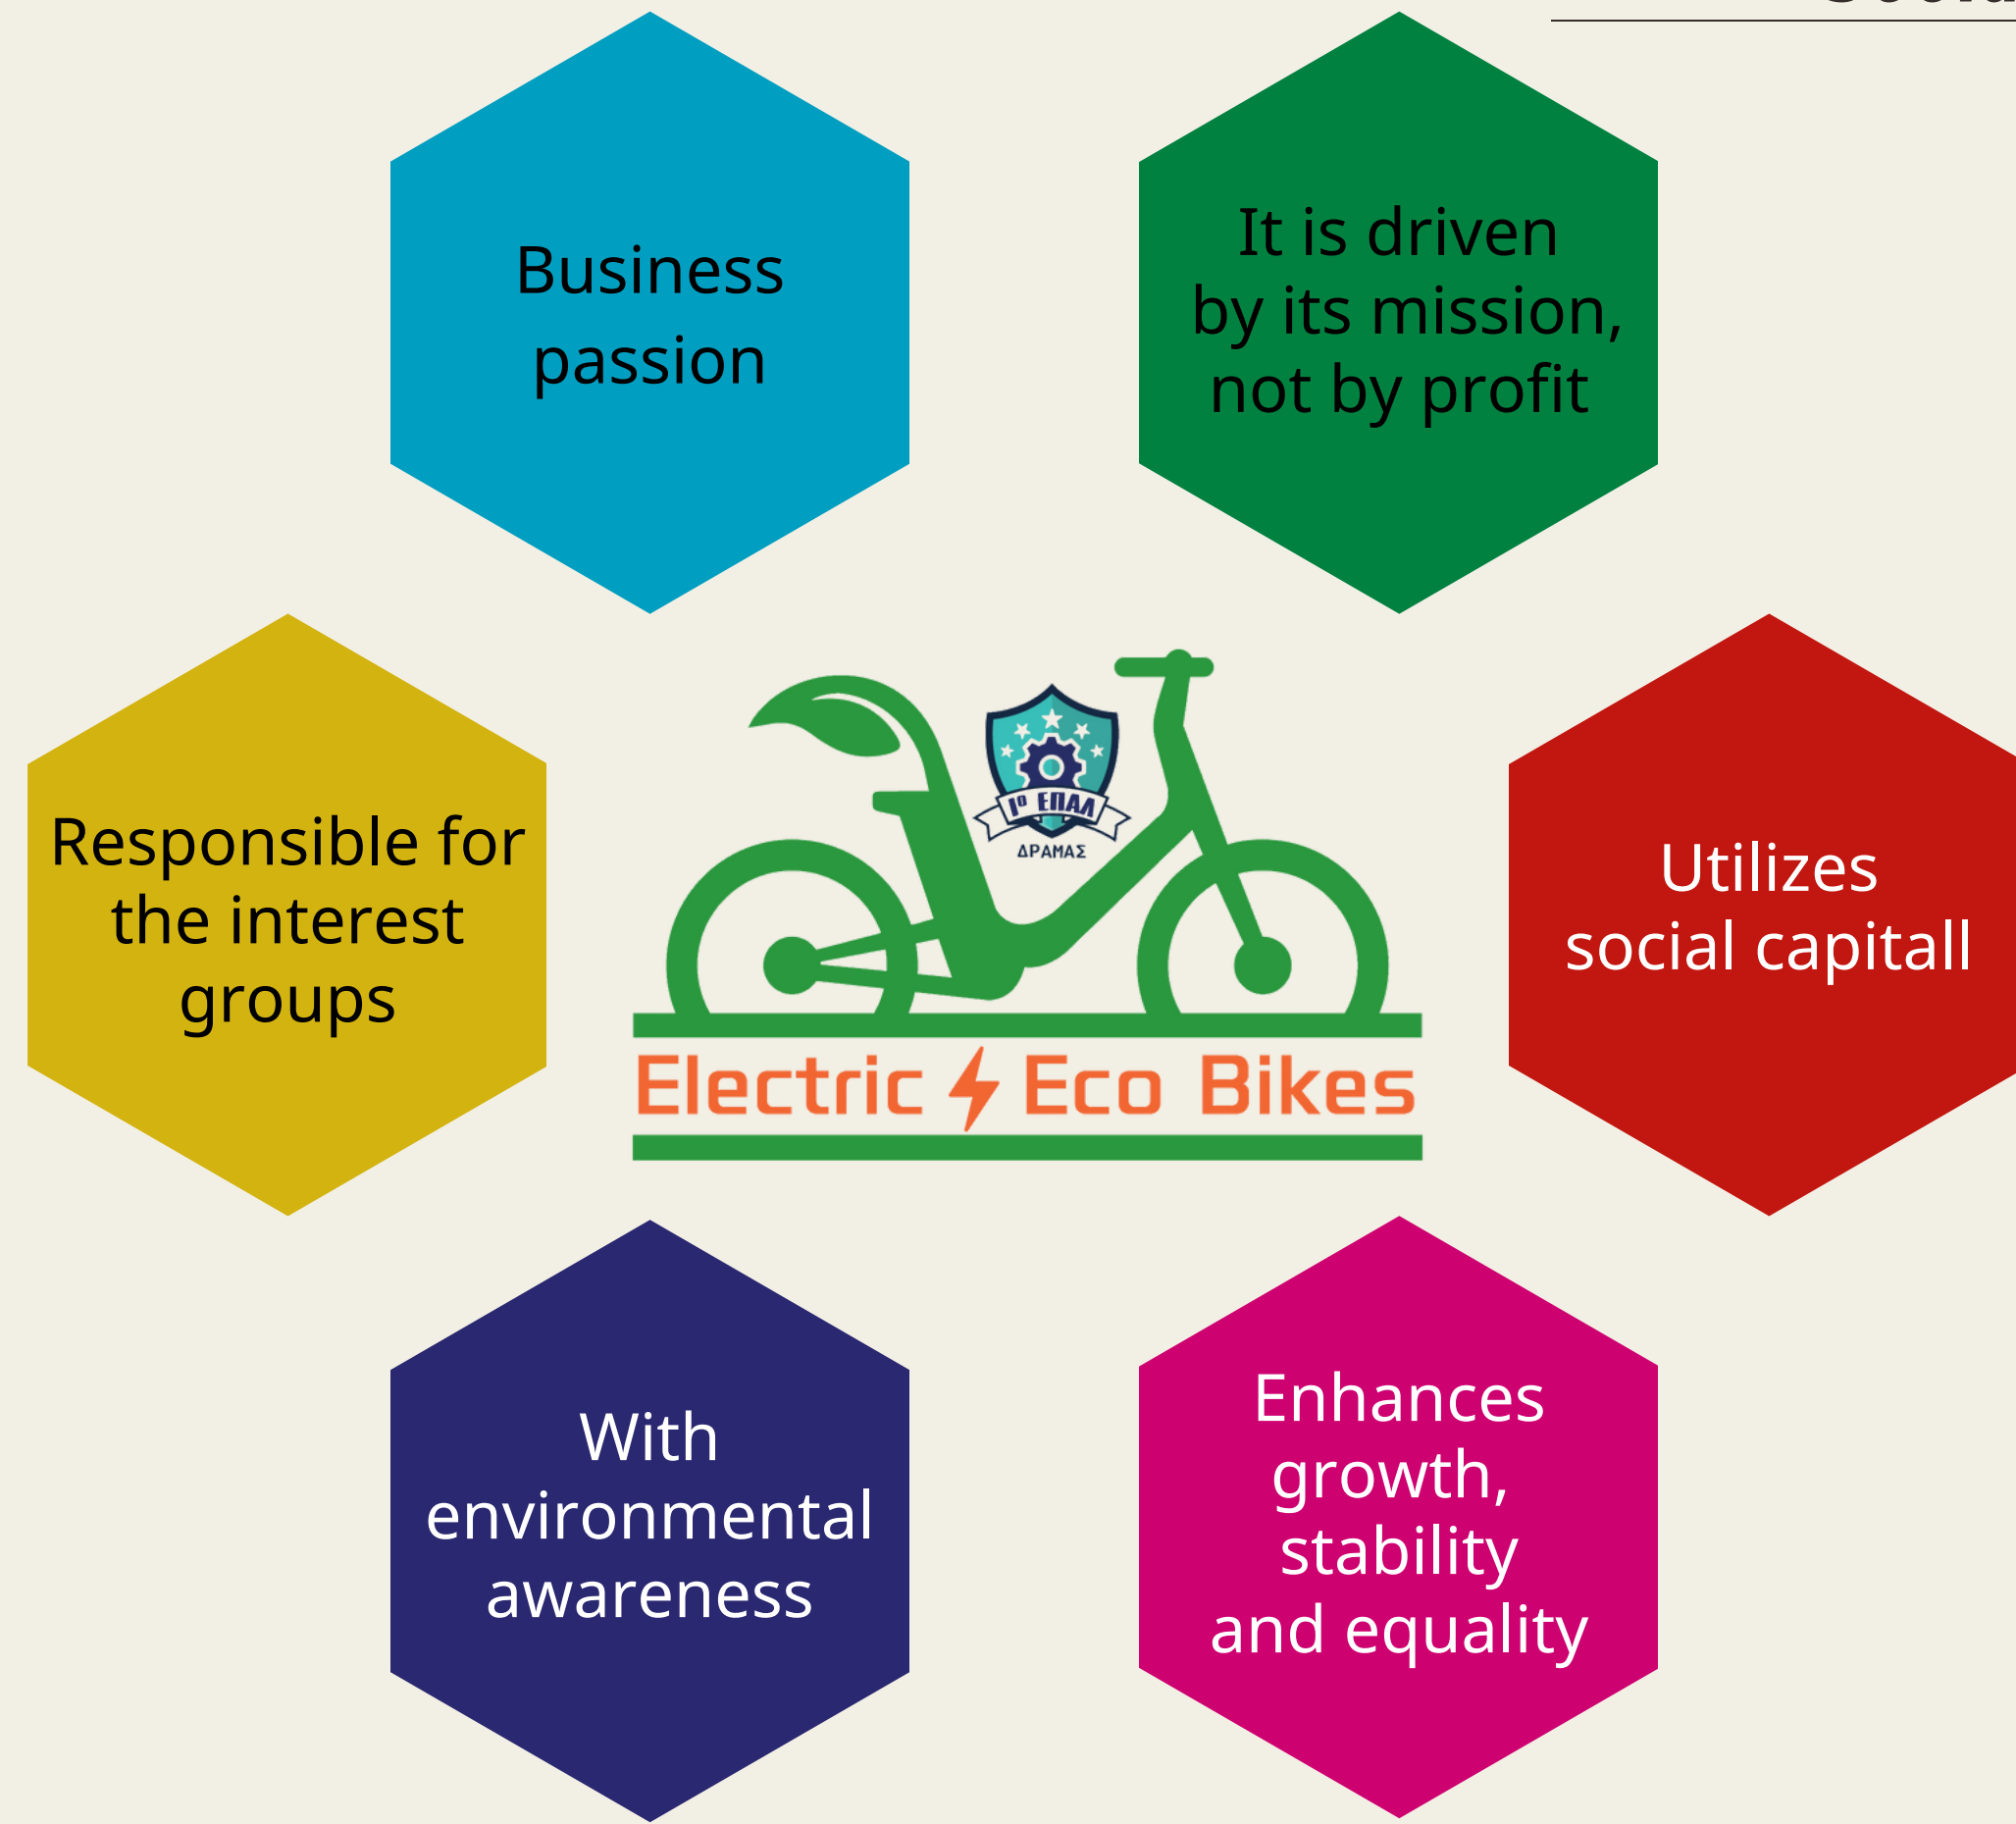 Business
passion
It is driven
by its mission,
not by profit
Responsible for
the interest
groups
1º ΕΠΑΛ
ΔΡΑΜΑΣ
Electric Eco Bikes
Utilizes
social capitall
With
environmental
awareness
Enhances
growth,
stability
and equality